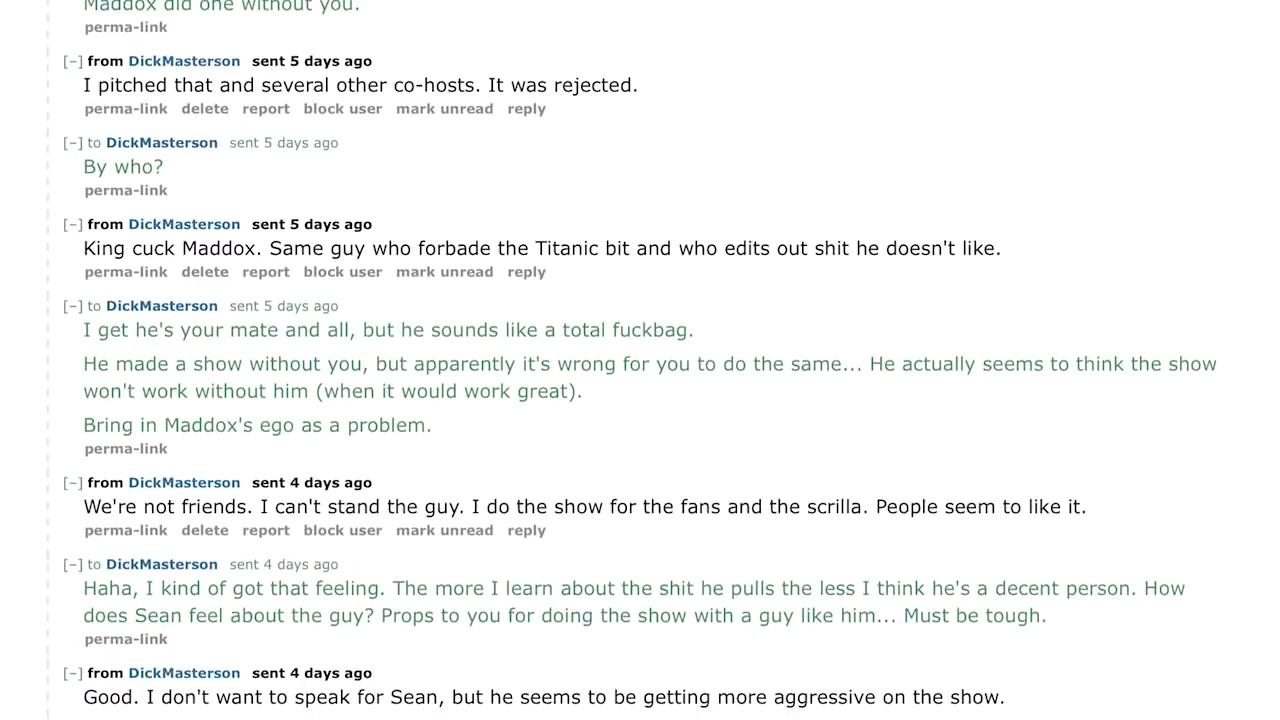 Maddox did one without you.
perma-link
[-] from DickMasterson sent 5 days ago
I pitched that and several other co-hosts. It was rejected.
perma-link delete report block user mark unread reply
[-] to DickMasterson sent 5 days ago
By who?
perma-link
[-] from DickMasterson sent 5 days ago
King cuck Maddox. Same guy who forbade the Titanic bit and who edits out shit he doesn't like.
perma-link delete report block user mark unread reply
[-] to DickMasterson sent 5 days ago
I get he's your mate and all, but he sounds like a total fuckbag.
He made a show without you, but apparently it's wrong for you to do the same... He actually seems to think the show
won't work without him (when it would work great).
Bring in Maddox's ego as a problem.
perma-link
[-] from DickMasterson sent 4 days ago
We're not friends. I can't stand the guy. I do the show for the fans and the scrilla. People seem to like it.
perma-link delete report block user mark unread reply
[-] to DickMasterson sent 4 days ago
Haha, I kind of got that feeling. The more I learn about the shit he pulls the less I think he's a decent person. How
does Sean feel about the guy? Props to you for doing the show with a guy like him... Must be tough.
perma-link
[-] from DickMasterson sent 4 days ago
Good. I don't want to speak for Sean, but he seems to be getting more aggressive on the show.